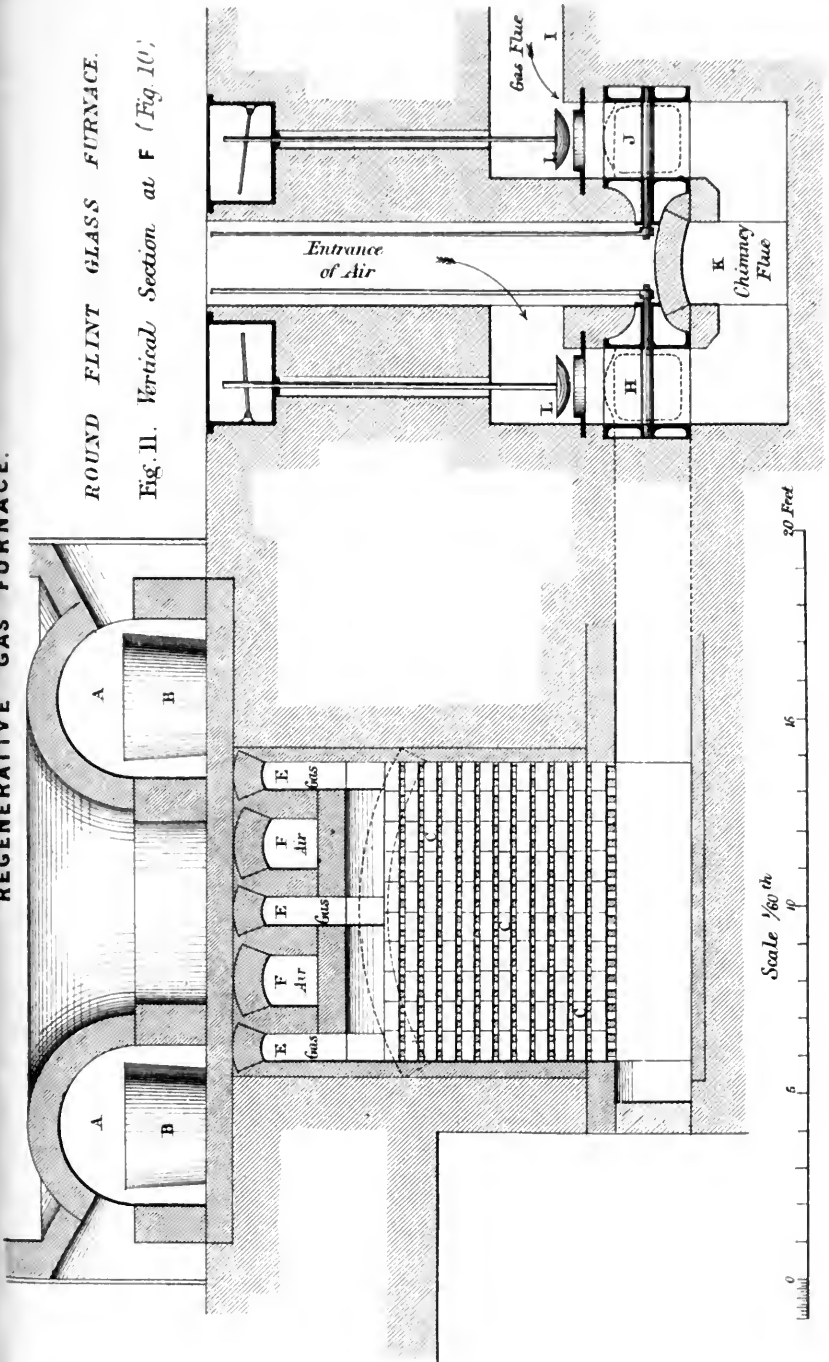 REGENERATIVE GAS FURNACE.
ROUND FLINT GLASS FURNACE.
Fig. 11. Vertical Section at F (Fig. 10,)
A
B
A
B
E
Gas
F
Air
E
Gas
F
Air
E
Gas
C
C
C
Entrance
of Air
Gas Flue
I
L
L
H
J
K
Chimney
Flue
0 5 10 15 20 Feet
Scale 1/60th